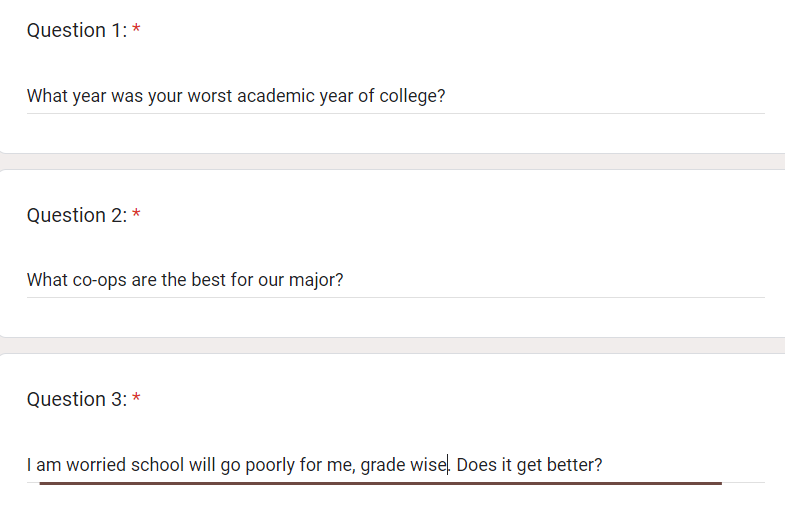 Question 1: *
What year was your worst academic year of college?
Question 2: *
What co-ops are the best for our major?
Question 3: *
I am worried school will go poorly for me, grade wise. Does it get better?